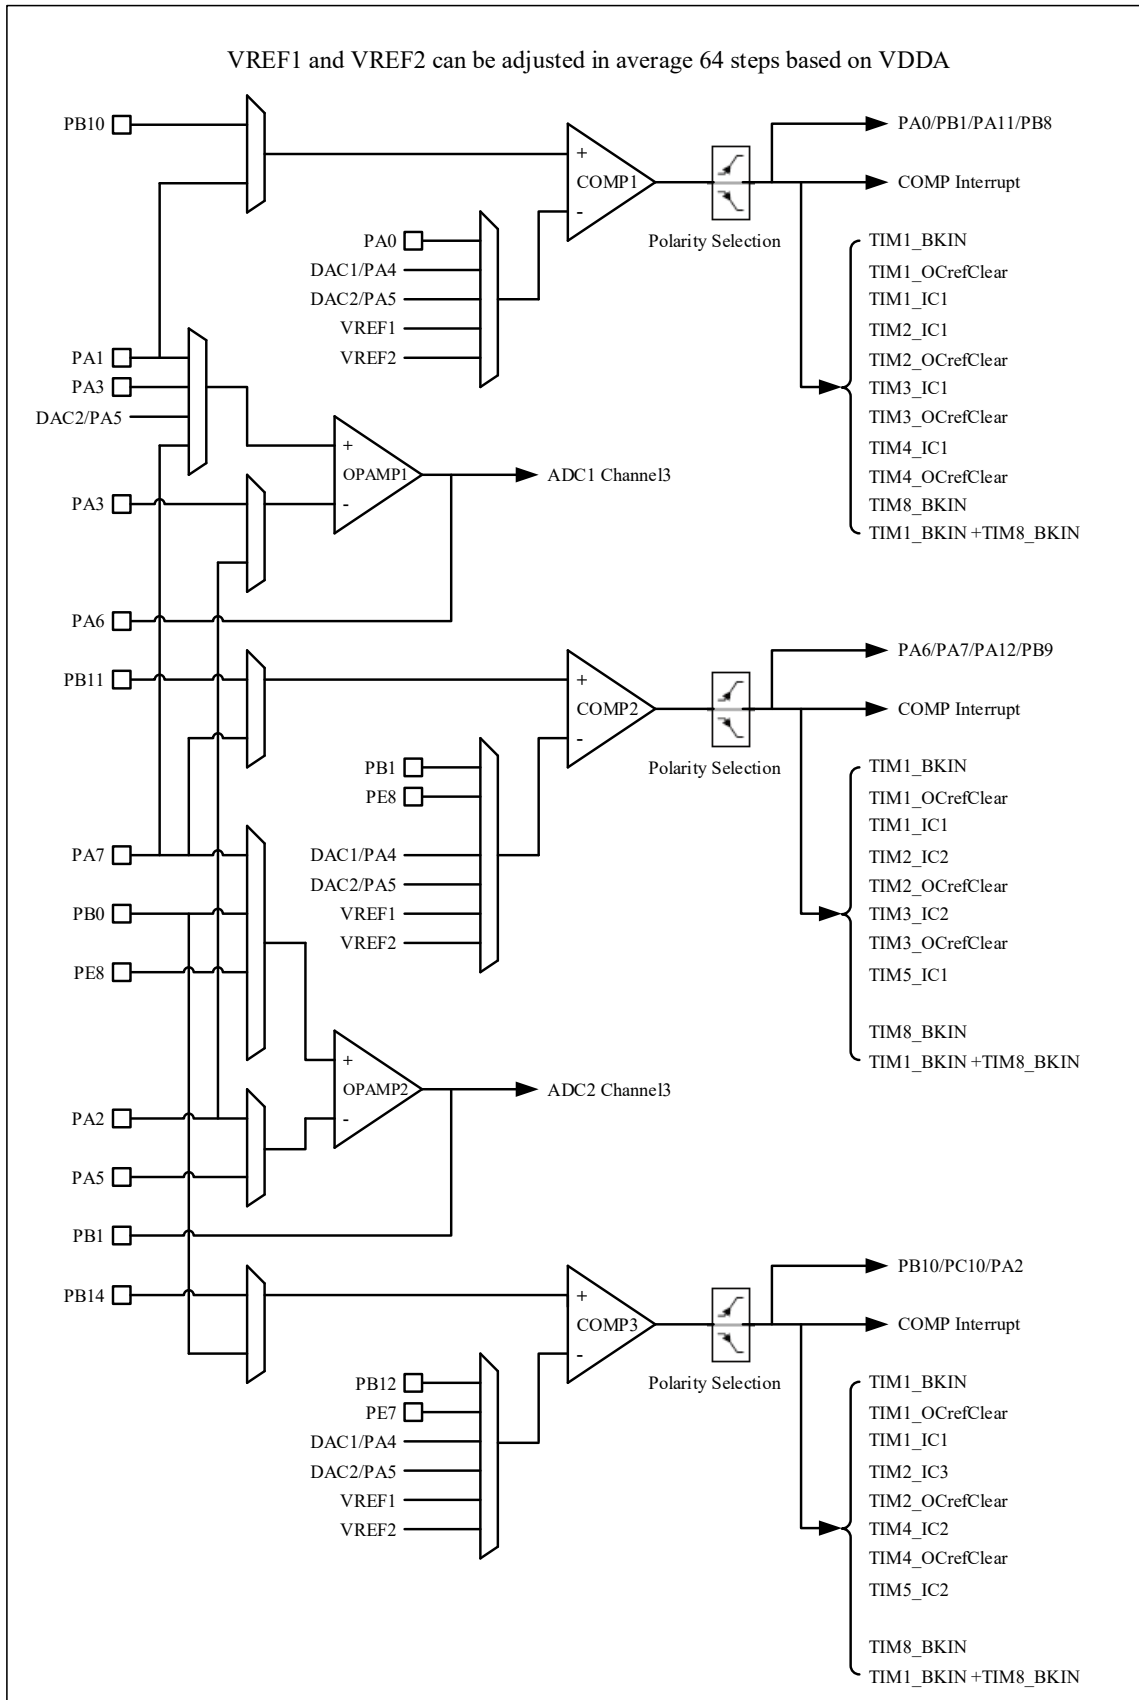 VREF1 and VREF2 can be adjusted in average 64 steps based on VDDA
PB10
+
COMP1
-
PA0/PB1/PA11/PB8
COMP Interrupt
Polarity Selection
PA0
DAC1/PA4
DAC2/PA5
VREF1
VREF2
TIM1_BKIN
TIM1_OCrefClear
TIM1_IC1
TIM2_IC1
TIM2_OCrefClear
TIM3_IC1
TIM3_OCrefClear
TIM4_IC1
TIM4_OCrefClear
TIM8_BKIN
TIM1_BKIN +TIM8_BKIN
PA1
PA3
DAC2/PA5
+
OPAMP1
-
ADC1 Channel3
PA3
PA6
PB11
+
COMP2
-
PA6/PA7/PA12/PB9
COMP Interrupt
Polarity Selection
PB1
PE8
DAC1/PA4
DAC2/PA5
VREF1
VREF2
TIM1_BKIN
TIM1_OCrefClear
TIM1_IC1
TIM2_IC2
TIM2_OCrefClear
TIM3_IC2
TIM3_OCrefClear
TIM5_IC1
TIM8_BKIN
TIM1_BKIN +TIM8_BKIN
PA7
PB0
PE8
+
OPAMP2
-
ADC2 Channel3
PA2
PA5
PB1
PB14
+
COMP3
-
PB10/PC10/PA2
COMP Interrupt
Polarity Selection
PB12
PE7
DAC1/PA4
DAC2/PA5
VREF1
VREF2
TIM1_BKIN
TIM1_OCrefClear
TIM1_IC1
TIM2_IC3
TIM2_OCrefClear
TIM4_IC2
TIM4_OCrefClear
TIM5_IC2
TIM8_BKIN
TIM1_BKIN +TIM8_BKIN